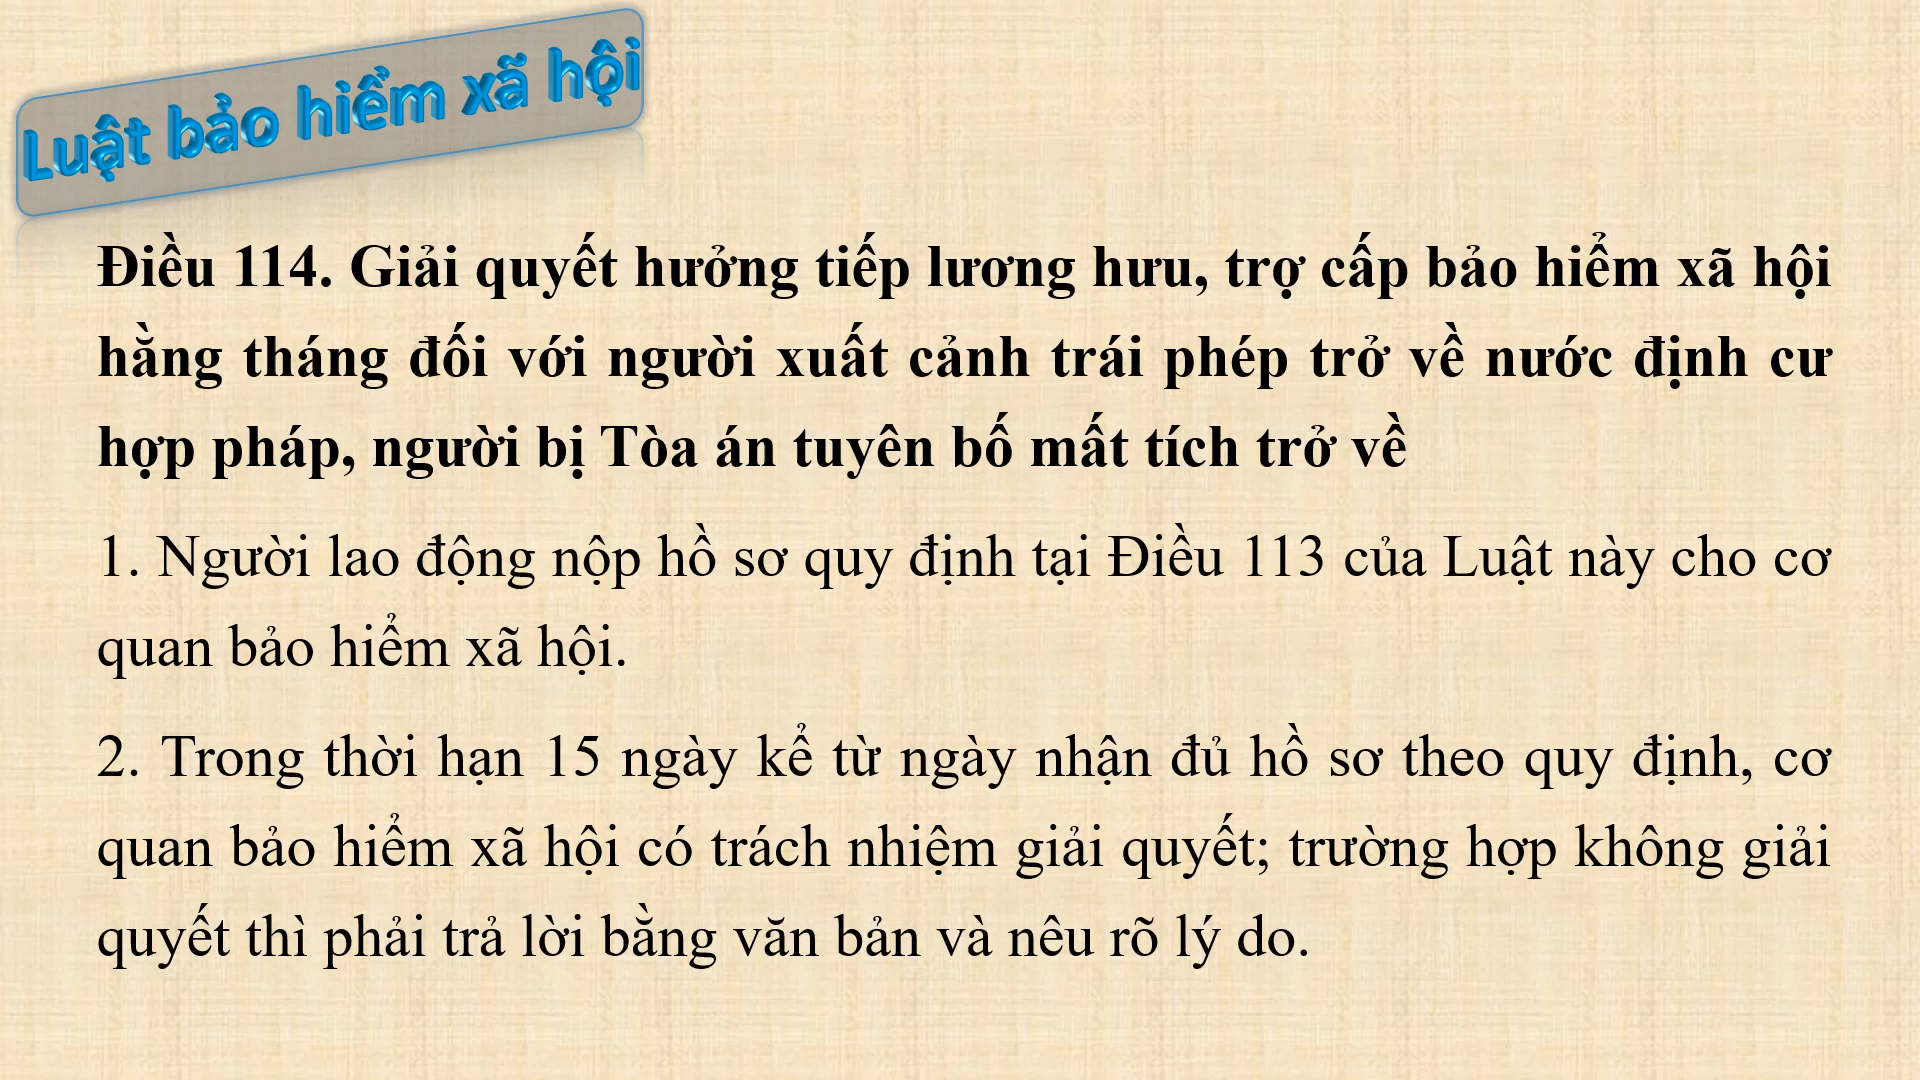 Luật bảo hiểm xã hội
Điều 114. Giải quyết hưởng tiếp lương hưu, trợ cấp bảo hiểm xã hội
hằng tháng đối với người xuất cảnh trái phép trở về nước định cư
hợp pháp, người bị Tòa án tuyên bố mất tích trở về
1. Người lao động nộp hồ sơ quy định tại Điều 113 của Luật này cho cơ
quan bảo hiểm xã hội.
2. Trong thời hạn 15 ngày kể từ ngày nhận đủ hồ sơ theo quy định, cơ
quan bảo hiểm xã hội có trách nhiệm giải quyết; trường hợp không giải
quyết thì phải trả lời bằng văn bản và nêu rõ lý do.